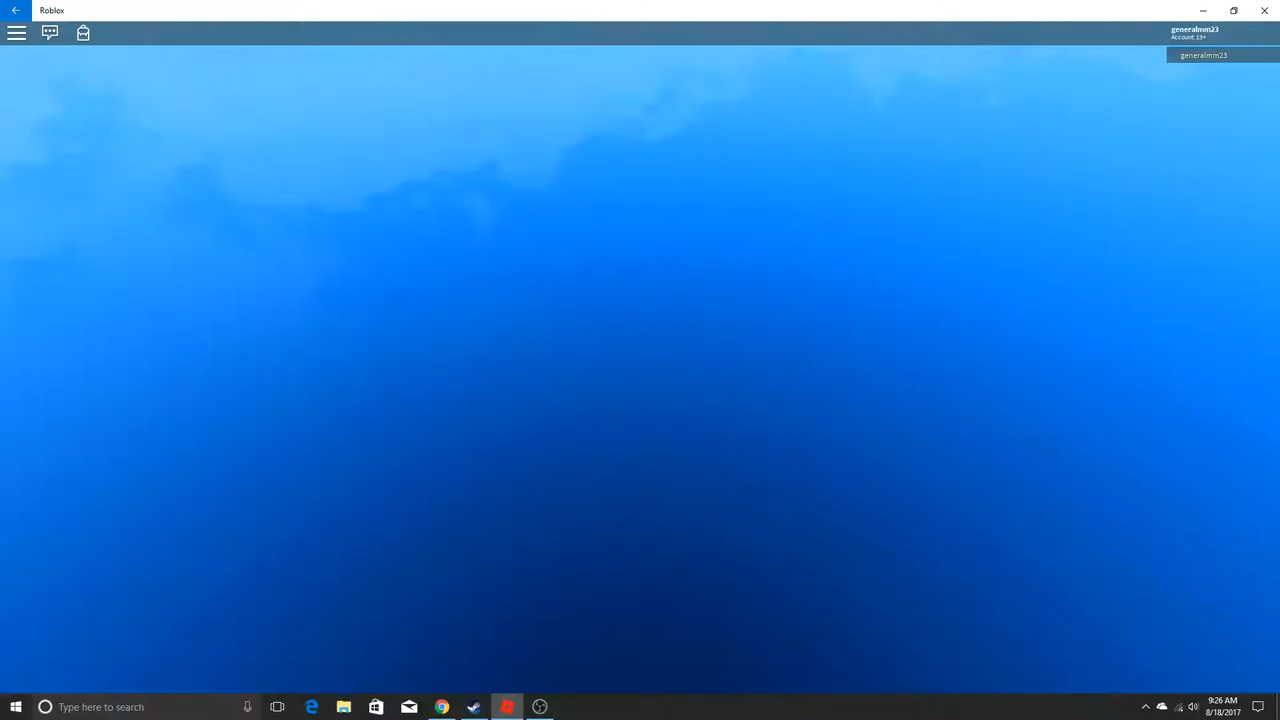 Roblox
generalmm23
Account: 13+
generalmm23
Type here to search
9:26 AM
8/18/2017